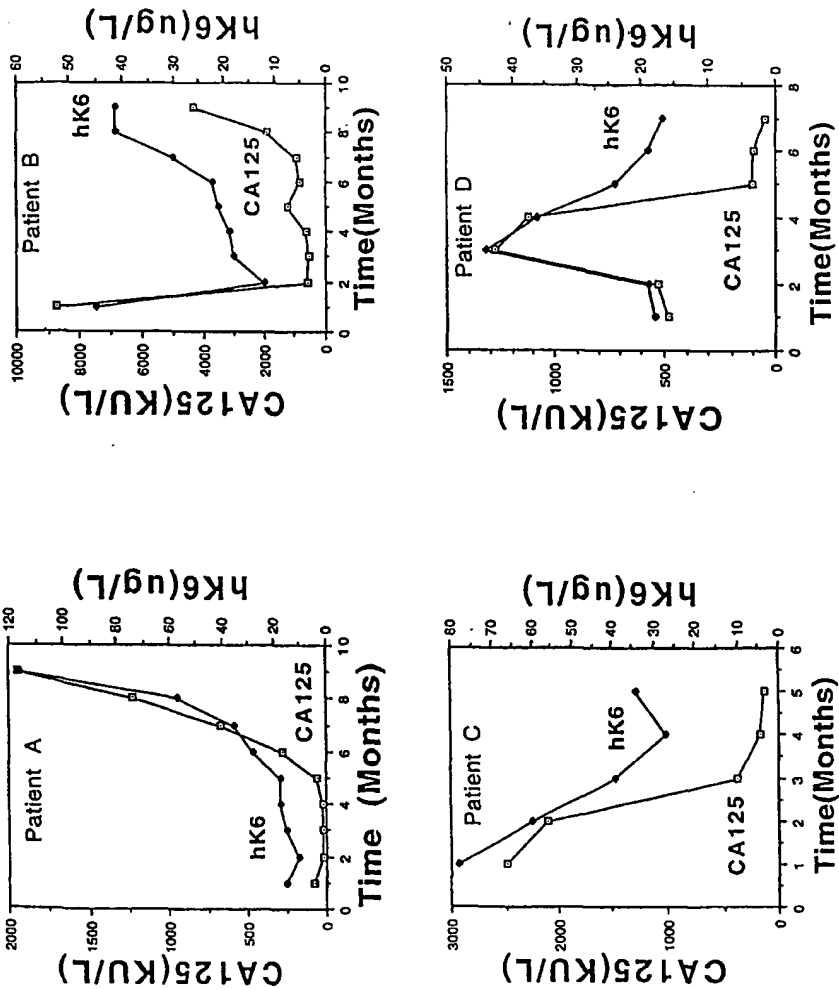 Patient A
CA125(KU/L)
2000
1500
1000
500
0
hK6(ug/L)
120
100
80
60
40
20
0
hK6
CA125
0 2 4 6 8 10
Time (Months)
Patient B
CA125(KU/L)
10000
8000
6000
4000
2000
0
hK6(ug/L)
60
50
40
30
20
10
0
hK6
CA125
0 2 4 6 8 10
Time(Months)
Patient C
CA125(KU/L)
3000
2000
1000
0
hK6(ug/L)
80
70
60
50
40
30
20
10
0
hK6
CA125
0 1 2 3 4 5 6
Time(Months)
Patient D
CA125(KU/L)
1500
1000
500
0
hK6(ug/L)
50
40
30
20
10
0
hK6
CA125
0 2 4 6 8
Time(Months)